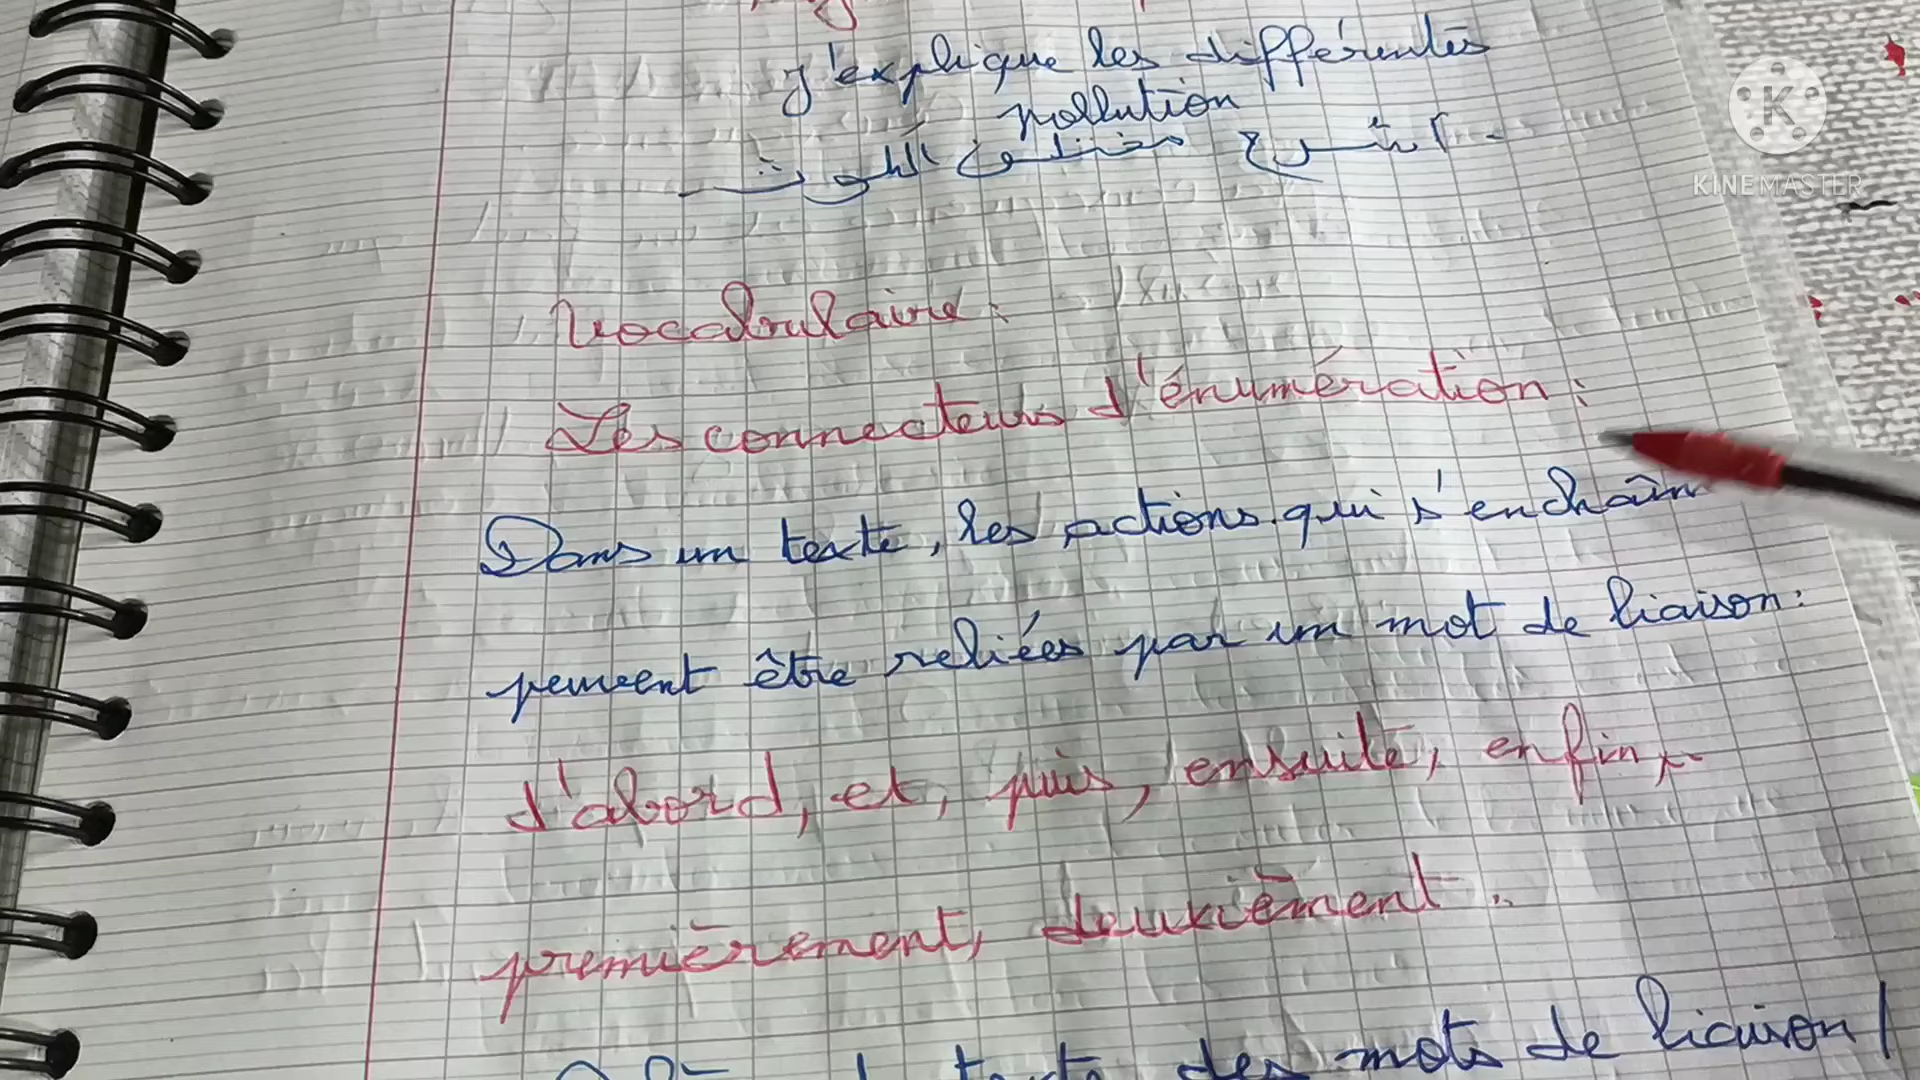 j'explique les différentes
pollution
أشرح مختلف التلوث
Vocabulaire :
Les connecteurs d'énumération :
Dans un texte, les actions qui s'enchaîn
peuvent être reliées par un mot de liaison :
d'abord, et, puis, ensuite, enfin,
premièrement, deuxièment..
texte des mots de liaison
KINEMASTER